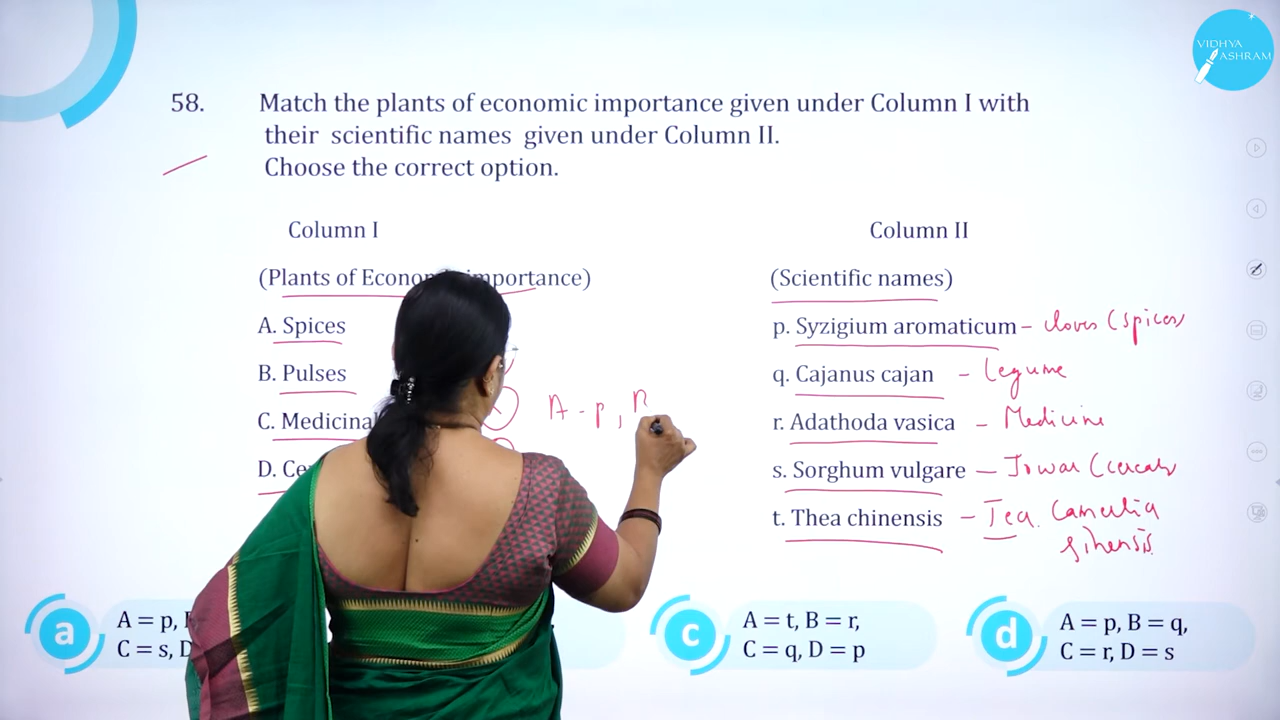 VIDHYA
ASHRAM
58. Match the plants of economic importance given under Column I with
their scientific names given under Column II.
Choose the correct option.
Column I Column II
(Plants of Econo importance) (Scientific names)
A. Spices p. Syzigium aromaticum – cloves (spices
B. Pulses q. Cajanus cajan – Legume
A - p, B
C. Medicinal r. Adathoda vasica – Medicine
D. Ce s. Sorghum vulgare – Jowar (cereals
t. Thea chinensis – Tea. Camellia
sinensis
a A = p,
C = s, D
c A = t, B = r,
C = q, D = p
d A = p, B = q,
C = r, D = s